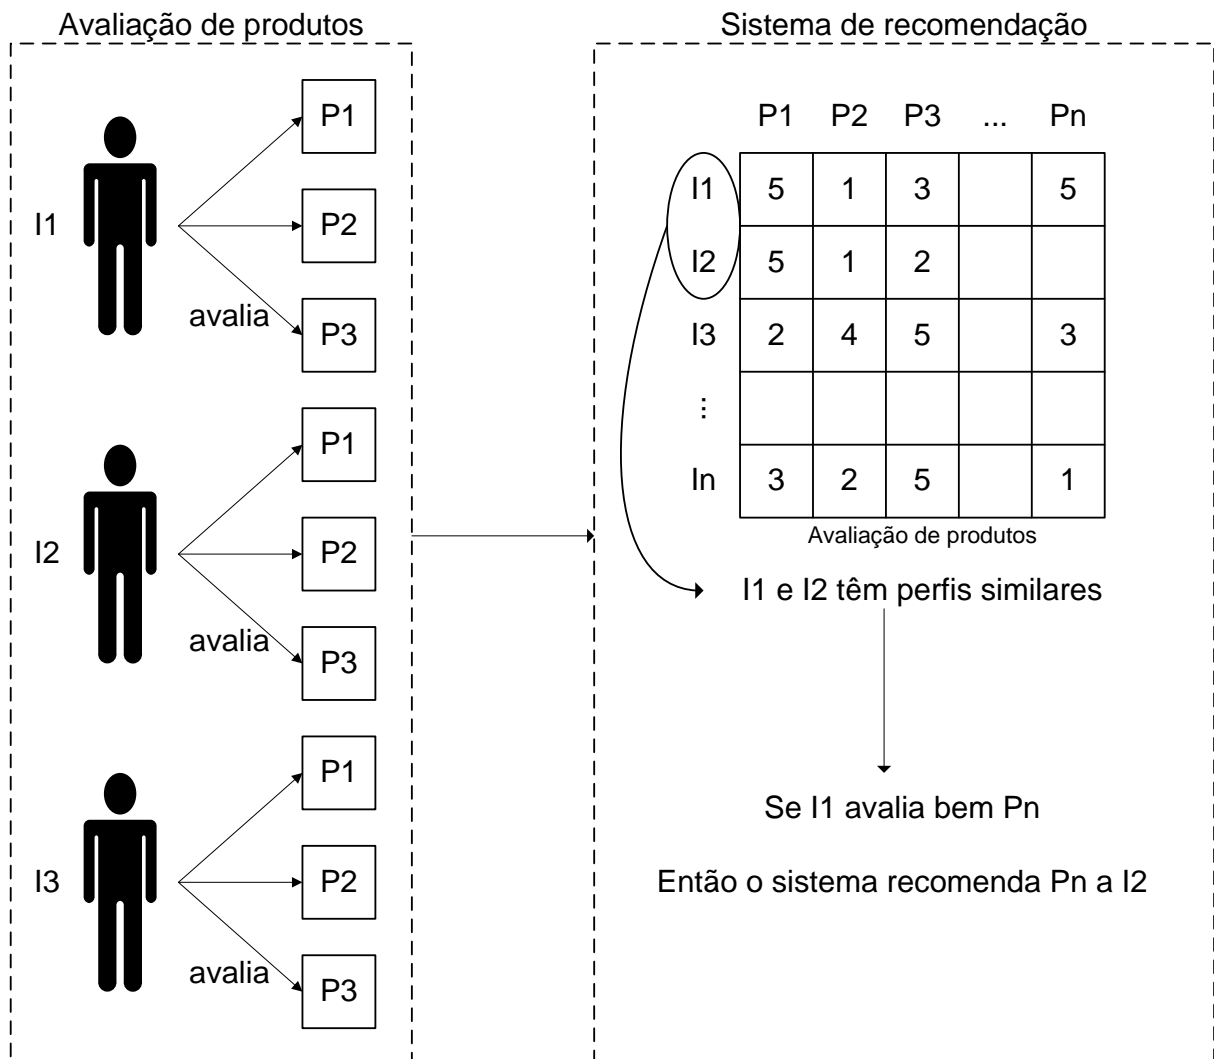 Avaliação de produtos
I1
P1
P2
avalia
P3
I2
P1
P2
avalia
P3
I3
P1
P2
avalia
P3
Sistema de recomendação
P1 P2 P3 ... Pn
I1 5 1 3 5
I2 5 1 2
I3 2 4 5 3
...
In 3 2 5 1
Avaliação de produtos
I1 e I2 têm perfis similares
Se I1 avalia bem Pn
Então o sistema recomenda Pn a I2